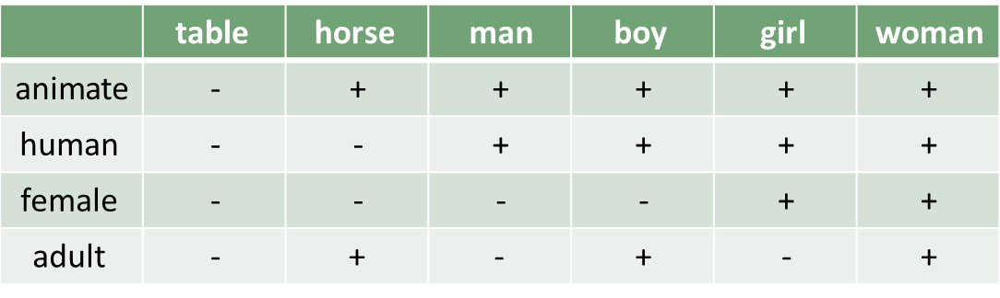 table horse man boy girl woman
animate - + + + + +
human - - + + + +
female - - - - + +
adult - + - + - +